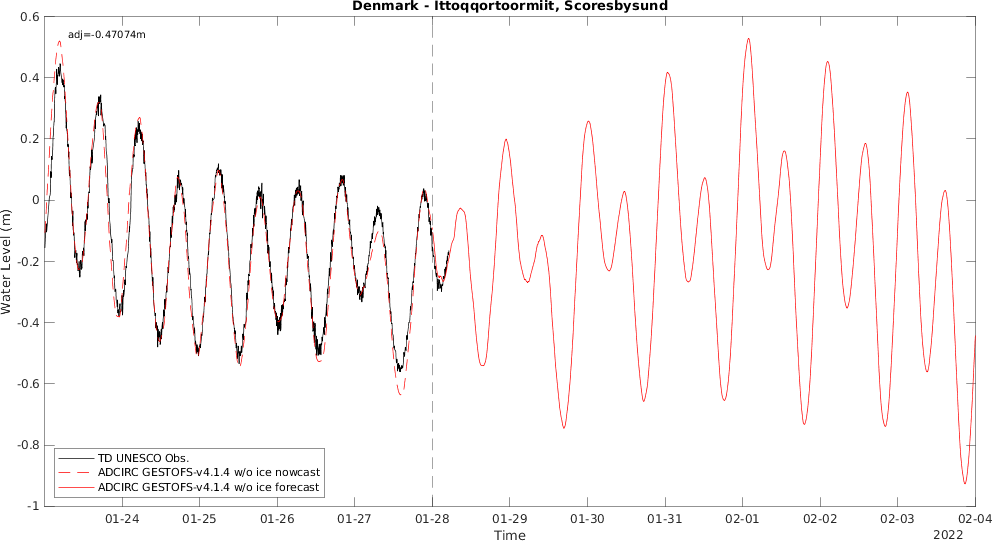 Denmark - Ittoqqortoormiit, Scoresbysund
adj=-0.47074m
0.6
0.4
0.2
0
-0.2
-0.4
-0.6
-0.8
-1
Water Level (m)
TD UNESCO Obs.
ADCIRC GESTOFS-v4.1.4 w/o ice nowcast
ADCIRC GESTOFS-v4.1.4 w/o ice forecast
01-24 01-25 01-26 01-27 01-28 01-29 01-30 01-31 02-01 02-02 02-03 02-04
Time
2022